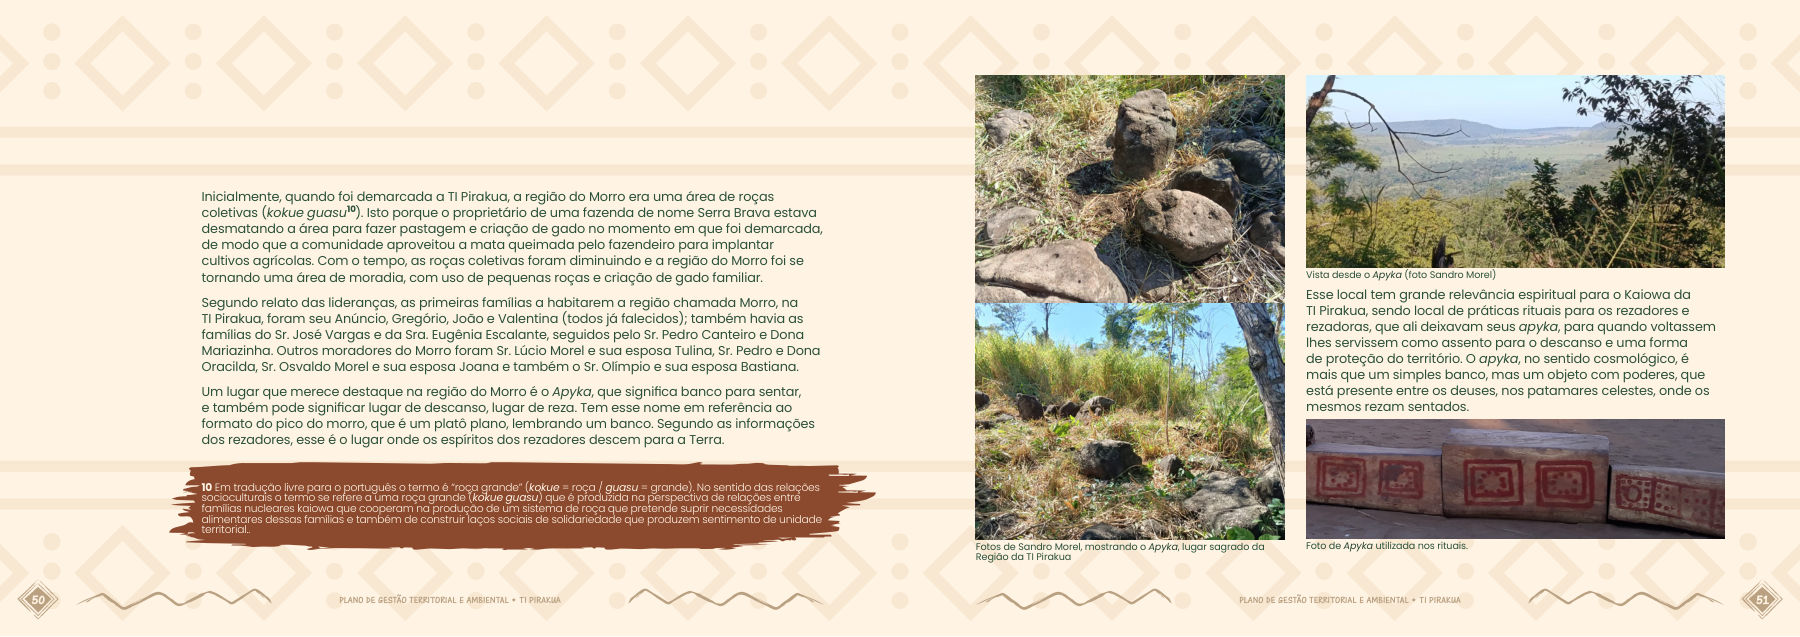 Inicialmente, quando foi demarcada a TI Pirakua, a região do Morro era uma área de roças
coletivas (kokue guasu10). Isto porque o proprietário de uma fazenda de nome Serra Brava estava
desmatando a área para fazer pastagem e criação de gado no momento em que foi demarcada,
de modo que a comunidade aproveitou a mata queimada pelo fazendeiro para implantar
cultivos agrícolas. Com o tempo, as roças coletivas foram diminuindo e a região do Morro foi se
tornando uma área de moradia, com uso de pequenas roças e criação de gado familiar.
Segundo relato das lideranças, as primeiras famílias a habitarem a região chamada Morro, na
TI Pirakua, foram seu Anúncio, Gregório, João e Valentina (todos já falecidos); também havia as
famílias do Sr. José Vargas e da Sra. Eugênia Escalante, seguidos pelo Sr. Pedro Canteiro e Dona
Mariazinha. Outros moradores do Morro foram Sr. Lúcio Morel e sua esposa Tulina, Sr. Pedro e Dona
Oracilda, Sr. Osvaldo Morel e sua esposa Joana e também o Sr. Olímpio e sua esposa Bastiana.
Um lugar que merece destaque na região do Morro é o Apyka, que significa banco para sentar,
e também pode significar lugar de descanso, lugar de reza. Tem esse nome em referência ao
formato do pico do morro, que é um platô plano, lembrando um banco. Segundo as informações
dos rezadores, esse é o lugar onde os espíritos dos rezadores descem para a Terra.
10 Em tradução livre para o português o termo é “roça grande” (kokue = roça / guasu = grande). No sentido das relações
socioculturais o termo se refere a uma roça grande (kokue guasu) que é produzida na perspectiva de relações entre
famílias nucleares kaiowa que cooperam na produção de um sistema de roça que pretende suprir necessidades
alimentares dessas famílias e também de construir laços sociais de solidariedade que produzem sentimento de unidade
territorial..
50
PLANO DE GESTÃO TERRITORIAL E AMBIENTAL • TI PIRAKUA
Fotos de Sandro Morel, mostrando o Apyka, lugar sagrado da
Região da TI Pirakua
Vista desde o Apyka (foto Sandro Morel)
Esse local tem grande relevância espiritual para o Kaiowa da
TI Pirakua, sendo local de práticas rituais para os rezadores e
rezadoras, que ali deixavam seus apyka, para quando voltassem
lhes servissem como assento para o descanso e uma forma
de proteção do território. O apyka, no sentido cosmológico, é
mais que um simples banco, mas um objeto com poderes, que
está presente entre os deuses, nos patamares celestes, onde os
mesmos rezam sentados.
Foto de Apyka utilizada nos rituais.
PLANO DE GESTÃO TERRITORIAL E AMBIENTAL • TI PIRAKUA
51